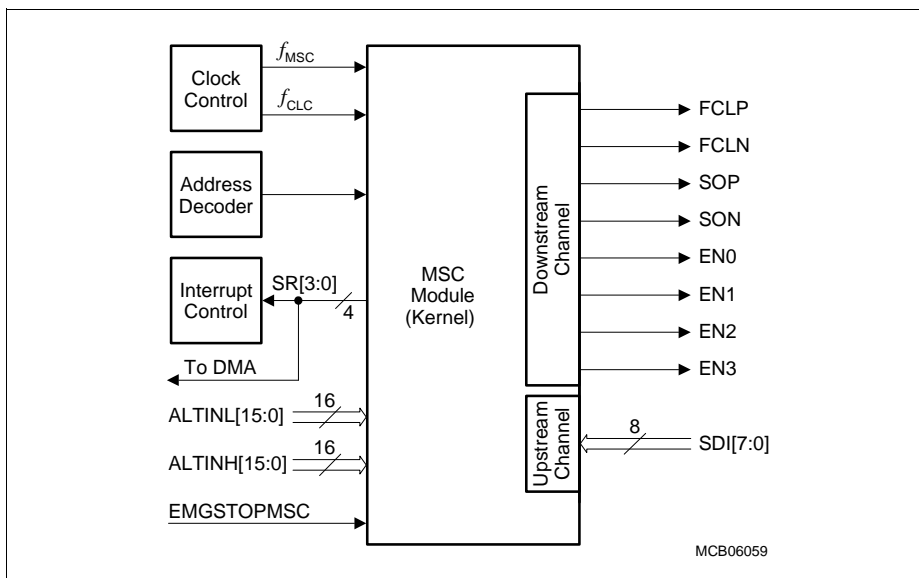 Clock
Control
fMSC
fCLC
Address
Decoder
Interrupt
Control
SR[3:0]
4
To DMA
ALTINL[15:0]
16
ALTINH[15:0]
16
EMGSTOPMSC
MSC
Module
(Kernel)
Downstream
Channel
Upstream
Channel
FCLP
FCLN
SOP
SON
EN0
EN1
EN2
EN3
8
SDI[7:0]
MCB06059